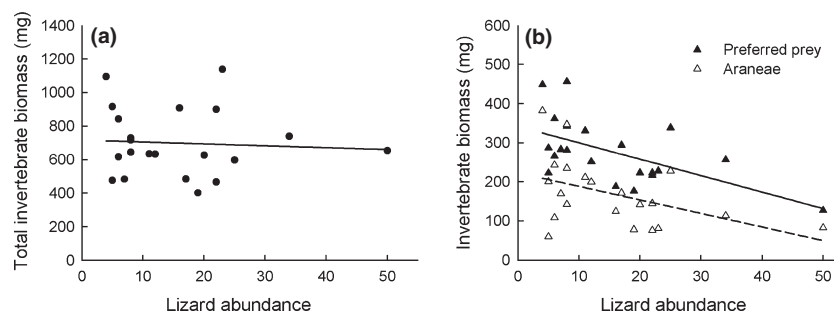 (a)
Total invertebrate biomass (mg)
1400
1200
1000
800
600
400
200
0
0 10 20 30 40 50
Lizard abundance
(b)
Invertebrate biomass (mg)
600
500
400
300
200
100
0
Preferred prey
Araneae
0 10 20 30 40 50
Lizard abundance